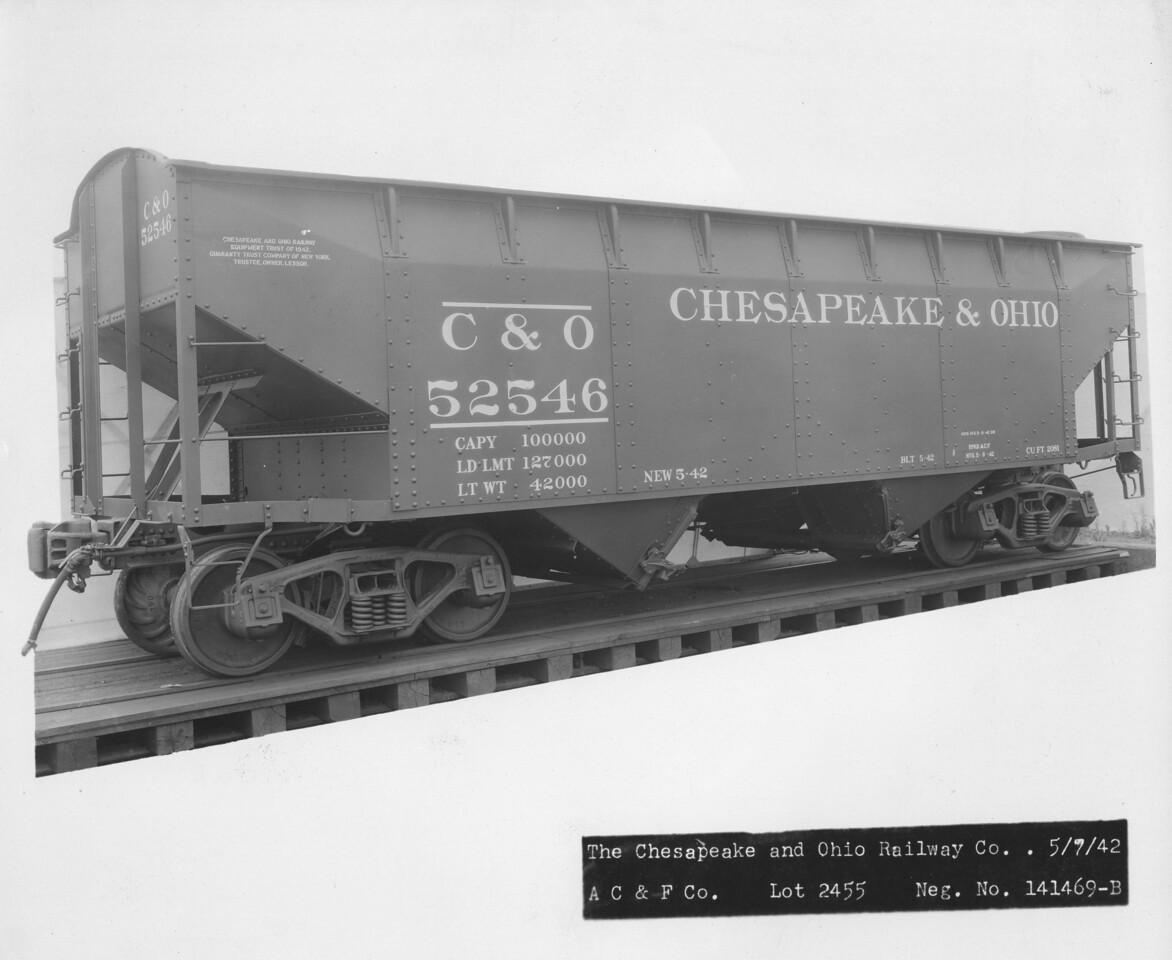 C & O
52546
CHESAPEAKE AND OHIO RAILWAY
EQUIPMENT TRUST OF 1942.
GUARANTY TRUST COMPANY OF NEW YORK,
TRUSTEE, OWNER, LESSOR.
C & O
52546
CAPY 100000
LD LMT 127000
LT WT 42000
CHESAPEAKE & OHIO
NEW 5-42
BLT 5-42
CU FT 2081
The Chesapeake and Ohio Railway Co. . 5/9/42
A C & F Co. Lot 2455 Neg. No. 141469-B